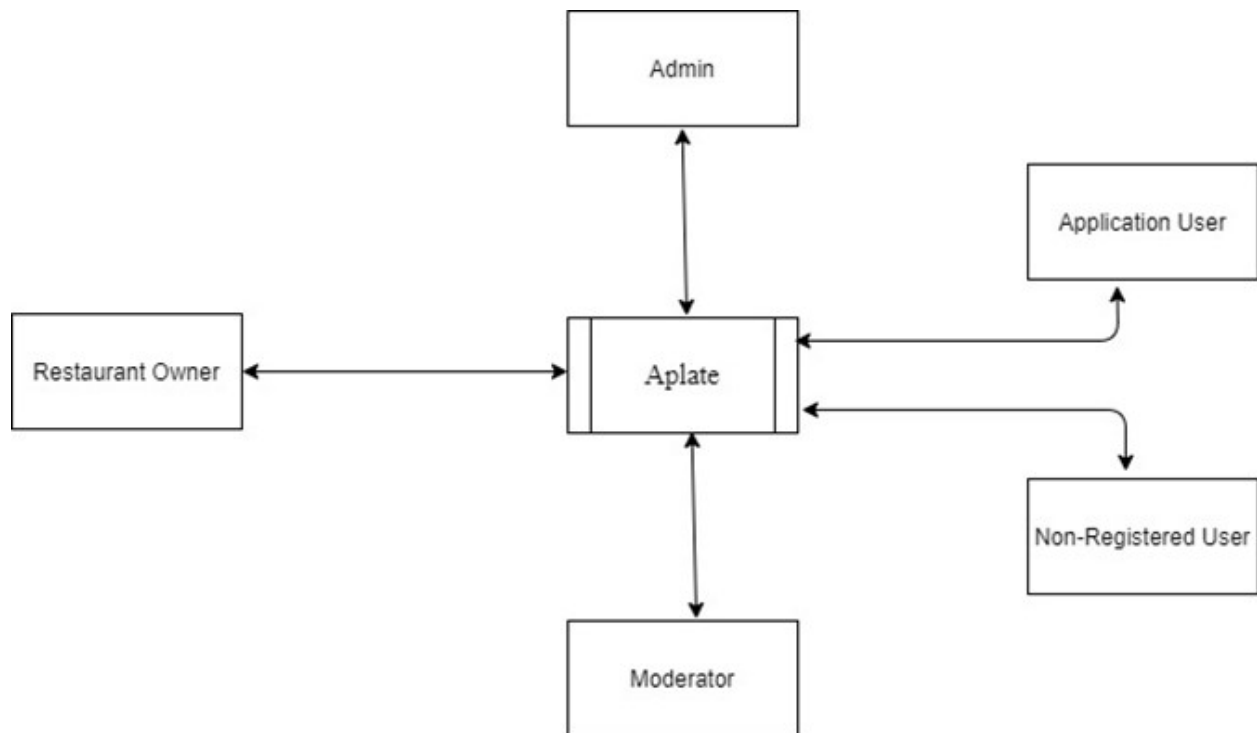 Admin
Application User
Restaurant Owner
Aplate
Non-Registered User
Moderator